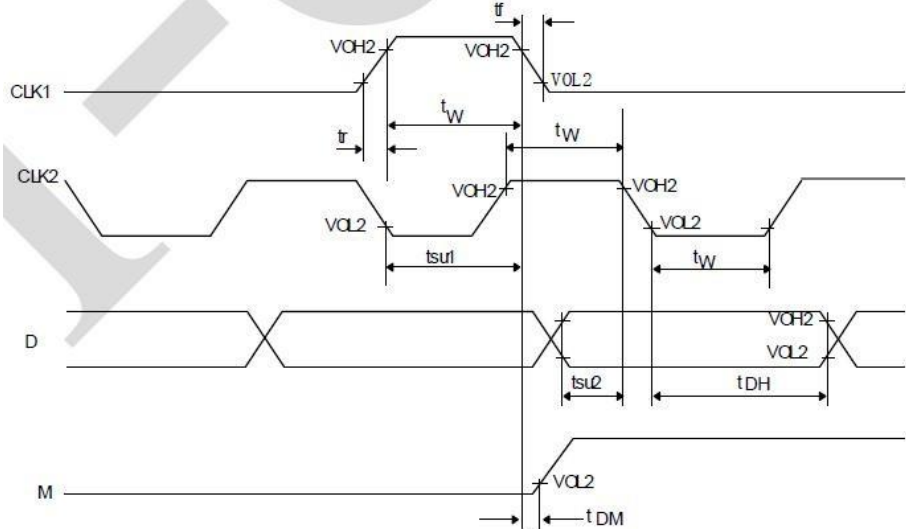 tf
VOH2 VOH2
VOL2
CLK1
tW
tr tW
CLK2
VOH2 VOH2
VOL2 VOL2
tsu1 tW
VOH2
D
VOL2
tsu2 tDH
VOL2
M
tDM